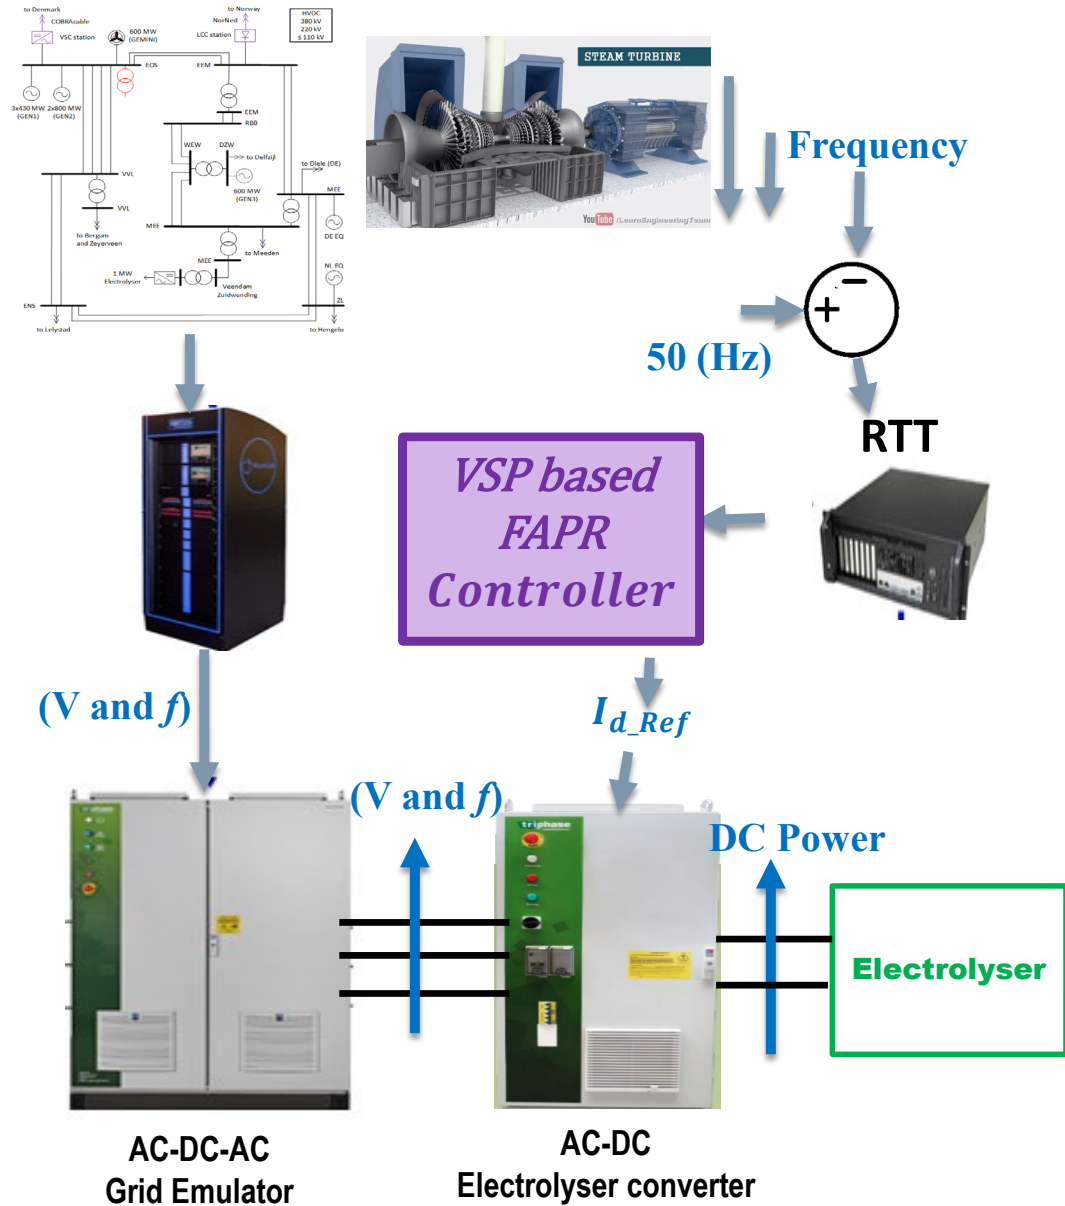 to Denmark
COBRAcable
VSC station
600 MW
(GEMINI)
to Norway
NorNed
LCC station
HVDC
380 kV
220 kV
≤ 110 kV
EOS
EEM
3x430 MW
(GEN1)
2x800 MW
(GEN2)
EEM
RBB
WEW
DZW
to Delfzijl
600 MW
(GEN3)
to Diele (DE)
VVL
MEE
VVL
MEE
DE EQ
to Bergum
and Zeyerveen
to Meeden
MEE
1 MW
Electrolyser
NL EQ
Veendam
Zuidwending
ENS
ZL
to Lelystad
to Hengelo
STEAM TURBINE
YouTube /LearnEngineeringTeam
Frequency
−
+
50 (Hz)
RTT
VSP based
FAPR
Controller
(V and f)
I_d_Ref
(V and f)
DC Power
triphase
triphase
Electrolyser
AC-DC-AC
Grid Emulator
AC-DC
Electrolyser converter